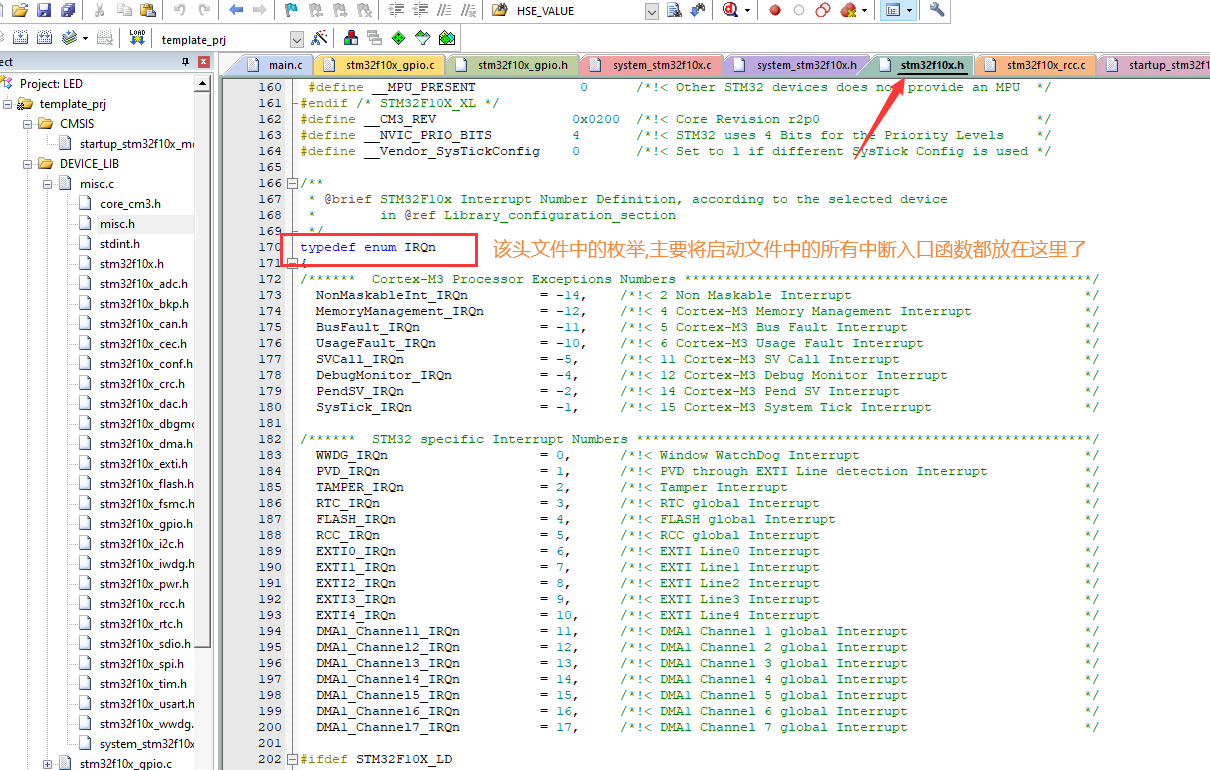 HSE_VALUE
LOAD
template_prj
ect
main.c
stm32f10x_gpio.c
stm32f10x_gpio.h
system_stm32f10x.c
system_stm32f10x.h
stm32f10x.h
stm32f10x_rcc.c
startup_stm32f1
Project: LED
template_prj
CMSIS
startup_stm32f10x_m
DEVICE_LIB
misc.c
core_cm3.h
misc.h
stdint.h
stm32f10x.h
stm32f10x_adc.h
stm32f10x_bkp.h
stm32f10x_can.h
stm32f10x_cec.h
stm32f10x_conf.h
stm32f10x_crc.h
stm32f10x_dac.h
stm32f10x_dbgmc
stm32f10x_dma.h
stm32f10x_exti.h
stm32f10x_flash.h
stm32f10x_fsmc.h
stm32f10x_gpio.h
stm32f10x_i2c.h
stm32f10x_iwdg.h
stm32f10x_pwr.h
stm32f10x_rcc.h
stm32f10x_rtc.h
stm32f10x_sdio.h
stm32f10x_spi.h
stm32f10x_tim.h
stm32f10x_usart.h
stm32f10x_wwdg.
system_stm32f10x
stm32f10x_gpio.c
160 #define __MPU_PRESENT 0 /*!< Other STM32 devices does not provide an MPU */
161 #endif /* STM32F10X_XL */
162 #define __CM3_REV 0x0200 /*!< Core Revision r2p0 */
163 #define __NVIC_PRIO_BITS 4 /*!< STM32 uses 4 Bits for the Priority Levels */
164 #define __Vendor_SysTickConfig 0 /*!< Set to 1 if different SysTick Config is used */
165
166 /**
167 * @brief STM32F10x Interrupt Number Definition, according to the selected device
168 * in @ref Library_configuration_section
169 */
170 typedef enum IRQn 该头文件中的枚举,主要将启动文件中的所有中断入口函数都放在这里了
171 {
172 /****** Cortex-M3 Processor Exceptions Numbers ***************************************************/
173 NonMaskableInt_IRQn = -14, /*!< 2 Non Maskable Interrupt */
174 MemoryManagement_IRQn = -12, /*!< 4 Cortex-M3 Memory Management Interrupt */
175 BusFault_IRQn = -11, /*!< 5 Cortex-M3 Bus Fault Interrupt */
176 UsageFault_IRQn = -10, /*!< 6 Cortex-M3 Usage Fault Interrupt */
177 SVCall_IRQn = -5, /*!< 11 Cortex-M3 SV Call Interrupt */
178 DebugMonitor_IRQn = -4, /*!< 12 Cortex-M3 Debug Monitor Interrupt */
179 PendSV_IRQn = -2, /*!< 14 Cortex-M3 Pend SV Interrupt */
180 SysTick_IRQn = -1, /*!< 15 Cortex-M3 System Tick Interrupt */
181
182 /****** STM32 specific Interrupt Numbers *********************************************************/
183 WWDG_IRQn = 0, /*!< Window WatchDog Interrupt */
184 PVD_IRQn = 1, /*!< PVD through EXTI Line detection Interrupt */
185 TAMPER_IRQn = 2, /*!< Tamper Interrupt */
186 RTC_IRQn = 3, /*!< RTC global Interrupt */
187 FLASH_IRQn = 4, /*!< FLASH global Interrupt */
188 RCC_IRQn = 5, /*!< RCC global Interrupt */
189 EXTI0_IRQn = 6, /*!< EXTI Line0 Interrupt */
190 EXTI1_IRQn = 7, /*!< EXTI Line1 Interrupt */
191 EXTI2_IRQn = 8, /*!< EXTI Line2 Interrupt */
192 EXTI3_IRQn = 9, /*!< EXTI Line3 Interrupt */
193 EXTI4_IRQn = 10, /*!< EXTI Line4 Interrupt */
194 DMA1_Channel1_IRQn = 11, /*!< DMA1 Channel 1 global Interrupt */
195 DMA1_Channel2_IRQn = 12, /*!< DMA1 Channel 2 global Interrupt */
196 DMA1_Channel3_IRQn = 13, /*!< DMA1 Channel 3 global Interrupt */
197 DMA1_Channel4_IRQn = 14, /*!< DMA1 Channel 4 global Interrupt */
198 DMA1_Channel5_IRQn = 15, /*!< DMA1 Channel 5 global Interrupt */
199 DMA1_Channel6_IRQn = 16, /*!< DMA1 Channel 6 global Interrupt */
200 DMA1_Channel7_IRQn = 17, /*!< DMA1 Channel 7 global Interrupt */
201
202 #ifdef STM32F10X_LD